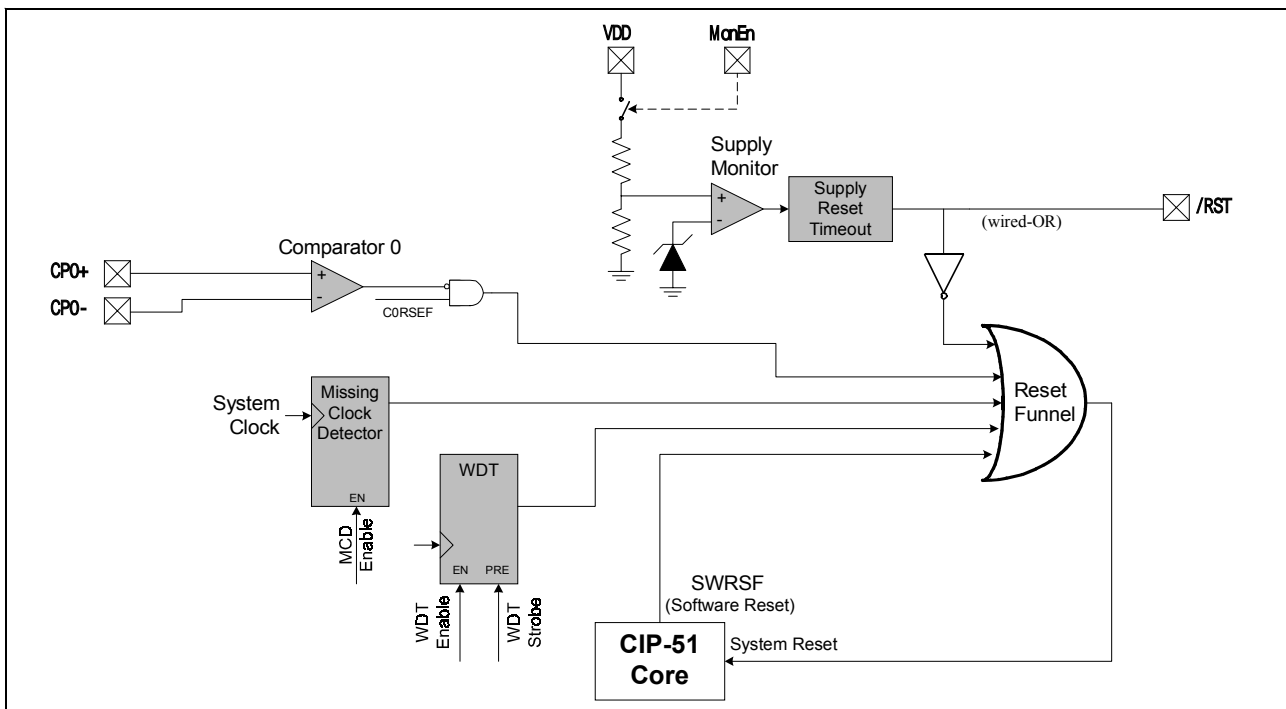 VDD
MonEn
Supply
Monitor
+
-
Supply
Reset
Timeout
(wired-OR)
/RST
Comparator 0
CP0+
CP0-
+
-
C0RSEF
Reset
Funnel
System
Clock
Missing
Clock
Detector
EN
MCD
Enable
WDT
EN
PRE
WDT
Enable
WDT
Strobe
SWRSF
(Software Reset)
CIP-51
Core
System Reset